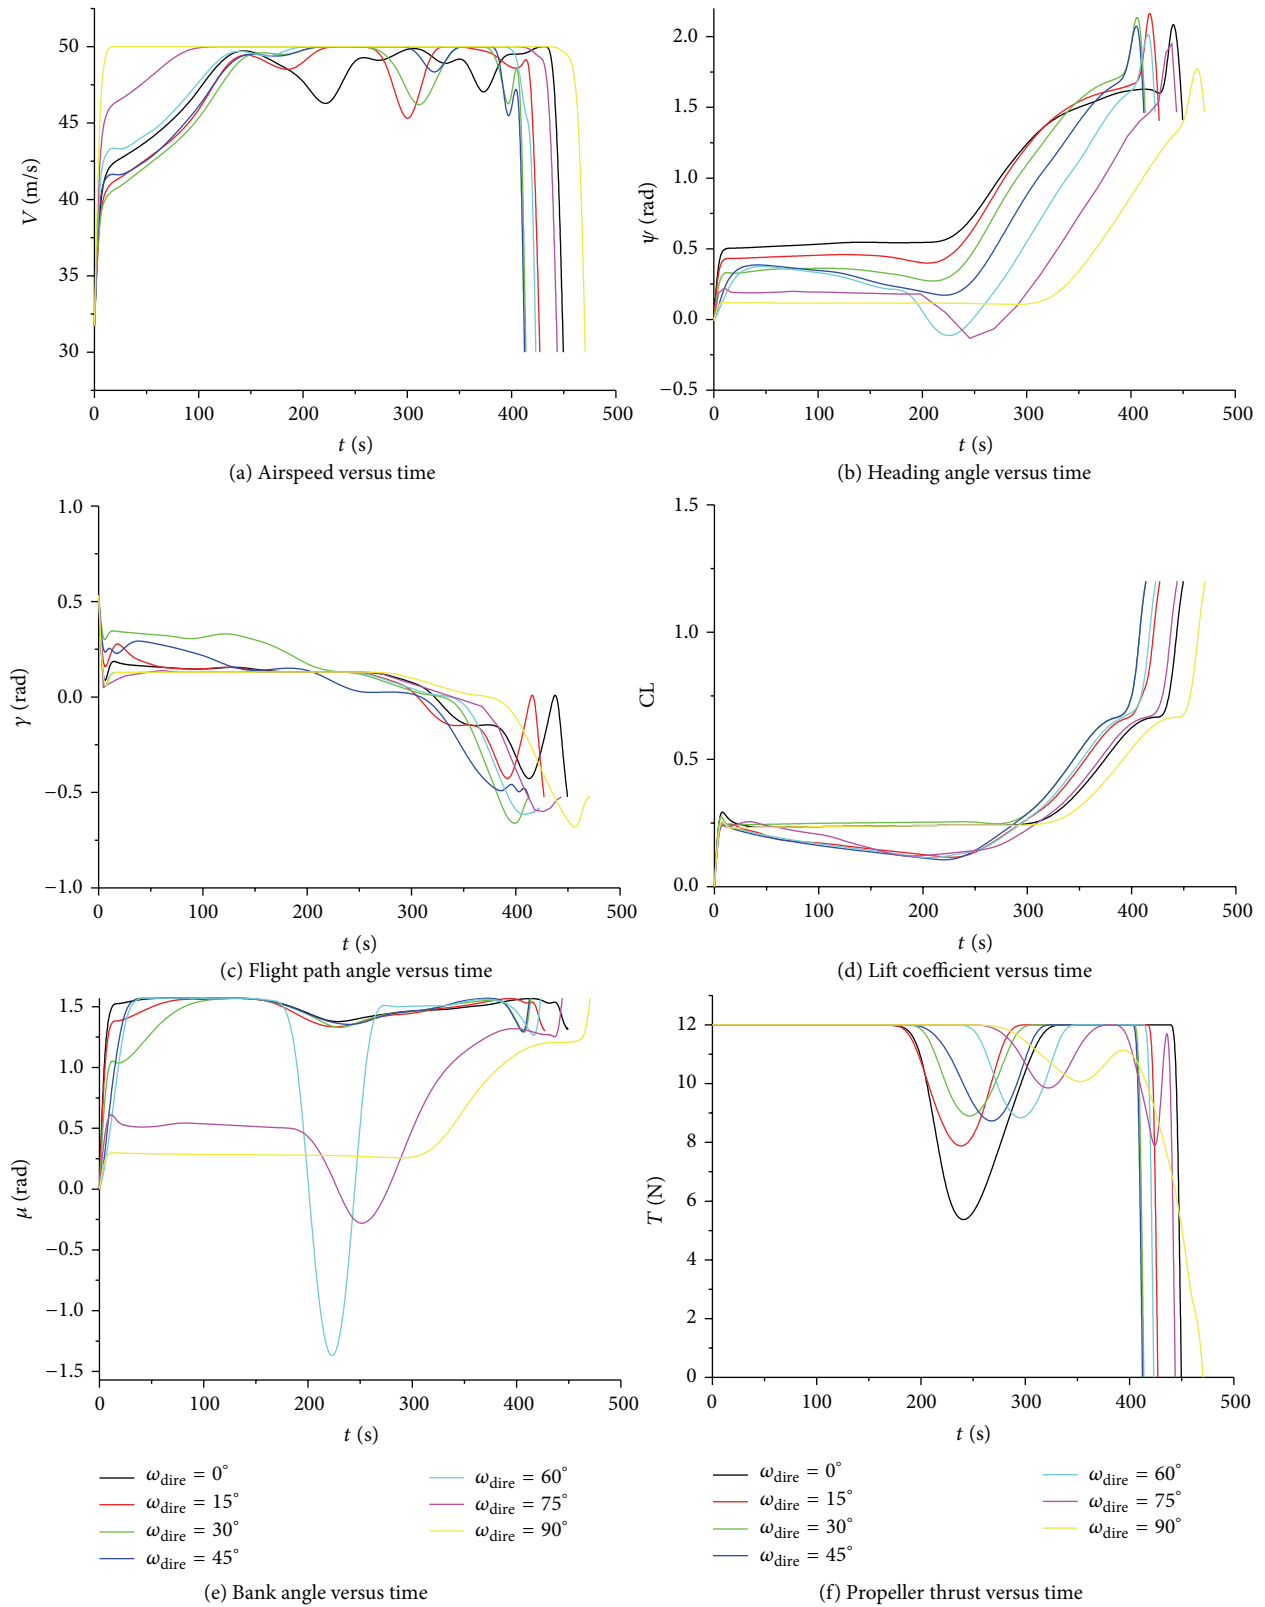 50
45
40
35
30
V (m/s)
0 100 200 300 400 500
t (s)
(a) Airspeed versus time
2.0
1.5
1.0
0.5
0.0
−0.5
ψ (rad)
0 100 200 300 400 500
t (s)
(b) Heading angle versus time
1.0
0.5
0.0
−0.5
−1.0
γ (rad)
0 100 200 300 400 500
t (s)
(c) Flight path angle versus time
1.5
1.0
0.5
0.0
CL
0 100 200 300 400 500
t (s)
(d) Lift coefficient versus time
1.5
1.0
0.5
0.0
−0.5
−1.0
−1.5
μ (rad)
0 100 200 300 400 500
t (s)
ω_dire = 0°
ω_dire = 15°
ω_dire = 30°
ω_dire = 45°
ω_dire = 60°
ω_dire = 75°
ω_dire = 90°
(e) Bank angle versus time
12
10
8
6
4
2
0
T (N)
0 100 200 300 400 500
t (s)
ω_dire = 0°
ω_dire = 15°
ω_dire = 30°
ω_dire = 45°
ω_dire = 60°
ω_dire = 75°
ω_dire = 90°
(f) Propeller thrust versus time